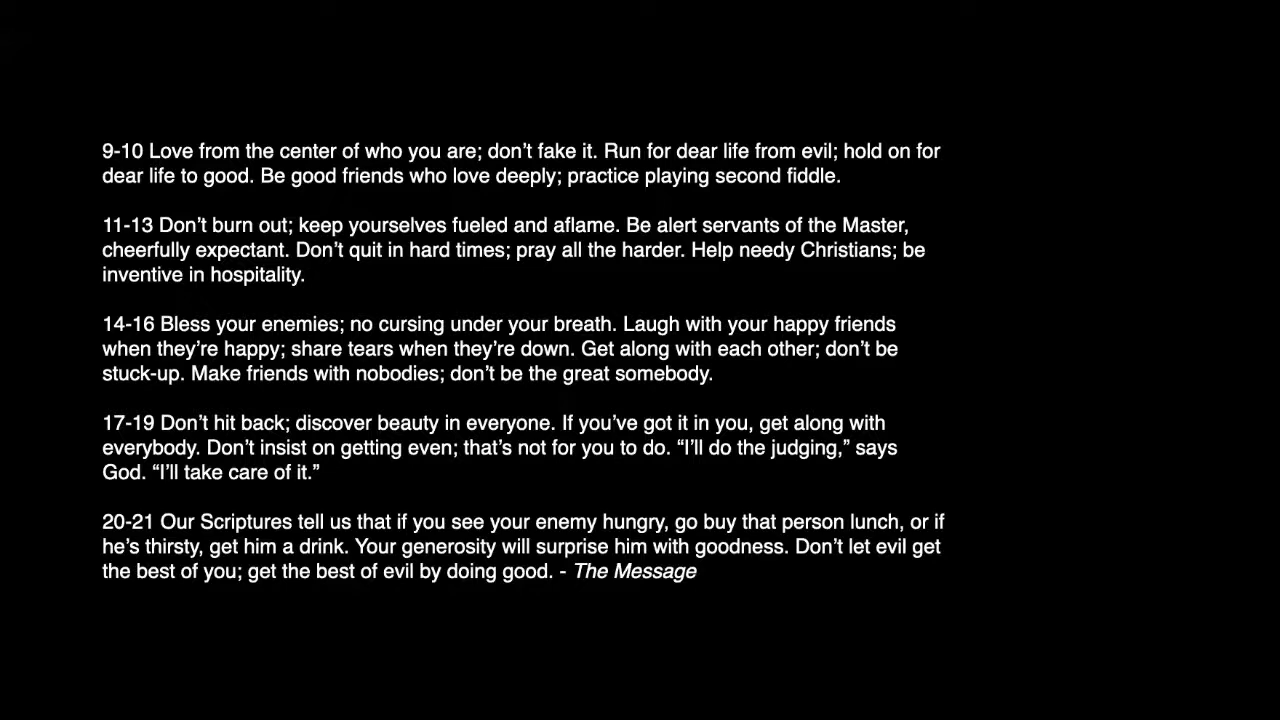 9-10 Love from the center of who you are; don’t fake it. Run for dear life from evil; hold on for
dear life to good. Be good friends who love deeply; practice playing second fiddle.
11-13 Don’t burn out; keep yourselves fueled and aflame. Be alert servants of the Master,
cheerfully expectant. Don’t quit in hard times; pray all the harder. Help needy Christians; be
inventive in hospitality.
14-16 Bless your enemies; no cursing under your breath. Laugh with your happy friends
when they’re happy; share tears when they’re down. Get along with each other; don’t be
stuck-up. Make friends with nobodies; don’t be the great somebody.
17-19 Don’t hit back; discover beauty in everyone. If you’ve got it in you, get along with
everybody. Don’t insist on getting even; that’s not for you to do. “I’ll do the judging,” says
God. “I’ll take care of it.”
20-21 Our Scriptures tell us that if you see your enemy hungry, go buy that person lunch, or if
he’s thirsty, get him a drink. Your generosity will surprise him with goodness. Don’t let evil get
the best of you; get the best of evil by doing good. - The Message